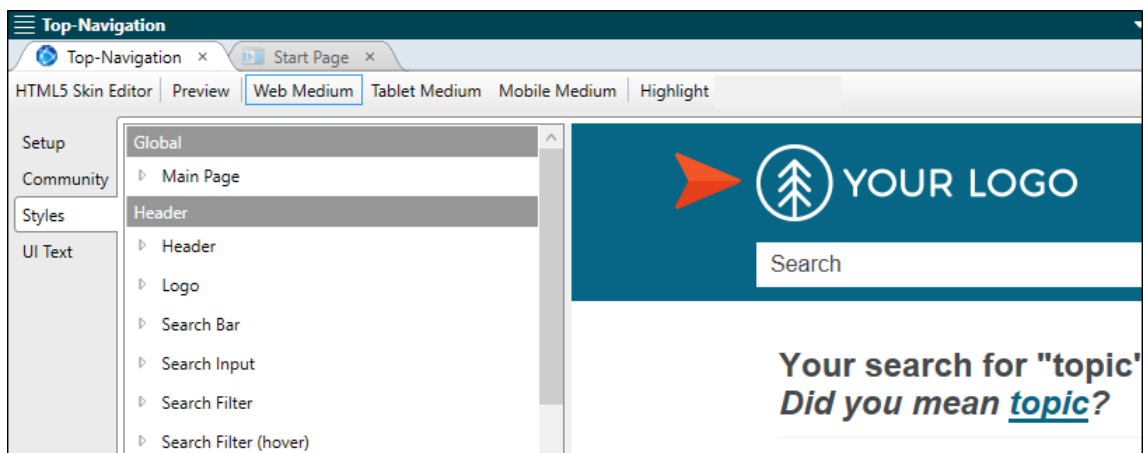 Top-Navigation
Top-Navigation × Start Page ×
HTML5 Skin Editor Preview Web Medium Tablet Medium Mobile Medium Highlight
Setup
Community
Styles
UI Text
Global
Main Page
Header
Header
Logo
Search Bar
Search Input
Search Filter
Search Filter (hover)
YOUR LOGO
Search
Your search for "topic"
Did you mean topic?